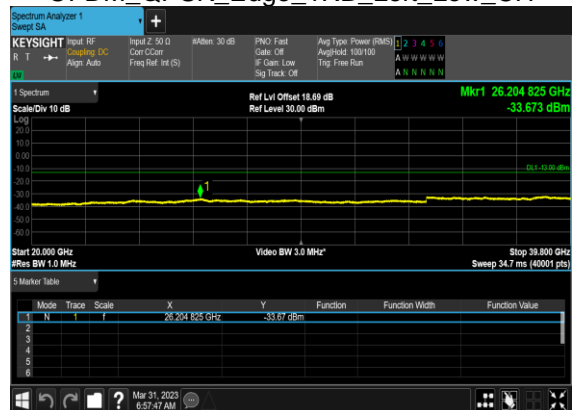 Spectrum Analyzer 1
Swept SA
+
KEYSIGHT
R T
LW
Input: RF
Coupling: DC
Align: Auto
Input Z: 50 Ω
Corr CCorr
Freq Ref: Int (S)
#Atten: 30 dB
PNO: Fast
Gate: Off
IF Gain: Low
Sig Track: Off
Avg Type: Power (RMS)
Avg|Hold: 100/100
Trig: Free Run
1 2 3 4 5 6
A W W W W W
A N N N N N
1 Spectrum
Scale/Div 10 dB
Ref Lvl Offset 18.69 dB
Ref Level 30.00 dBm
Mkr1 26.204 825 GHz
-33.673 dBm
Log
20.0
10.0
0.00
-10.0
DL1 -13.00 dBm
-20.0
1
-30.0
-40.0
-50.0
-60.0
Start 20.000 GHz
Video BW 3.0 MHz*
Stop 39.800 GHz
#Res BW 1.0 MHz
Sweep 34.7 ms (40001 pts)
5 Marker Table
Mode Trace Scale X Y Function Function Width Function Value
1 N 1 f 26.204 825 GHz -33.67 dBm
2
3
4
5
6
?
Mar 31, 2023
6:57:47 AM